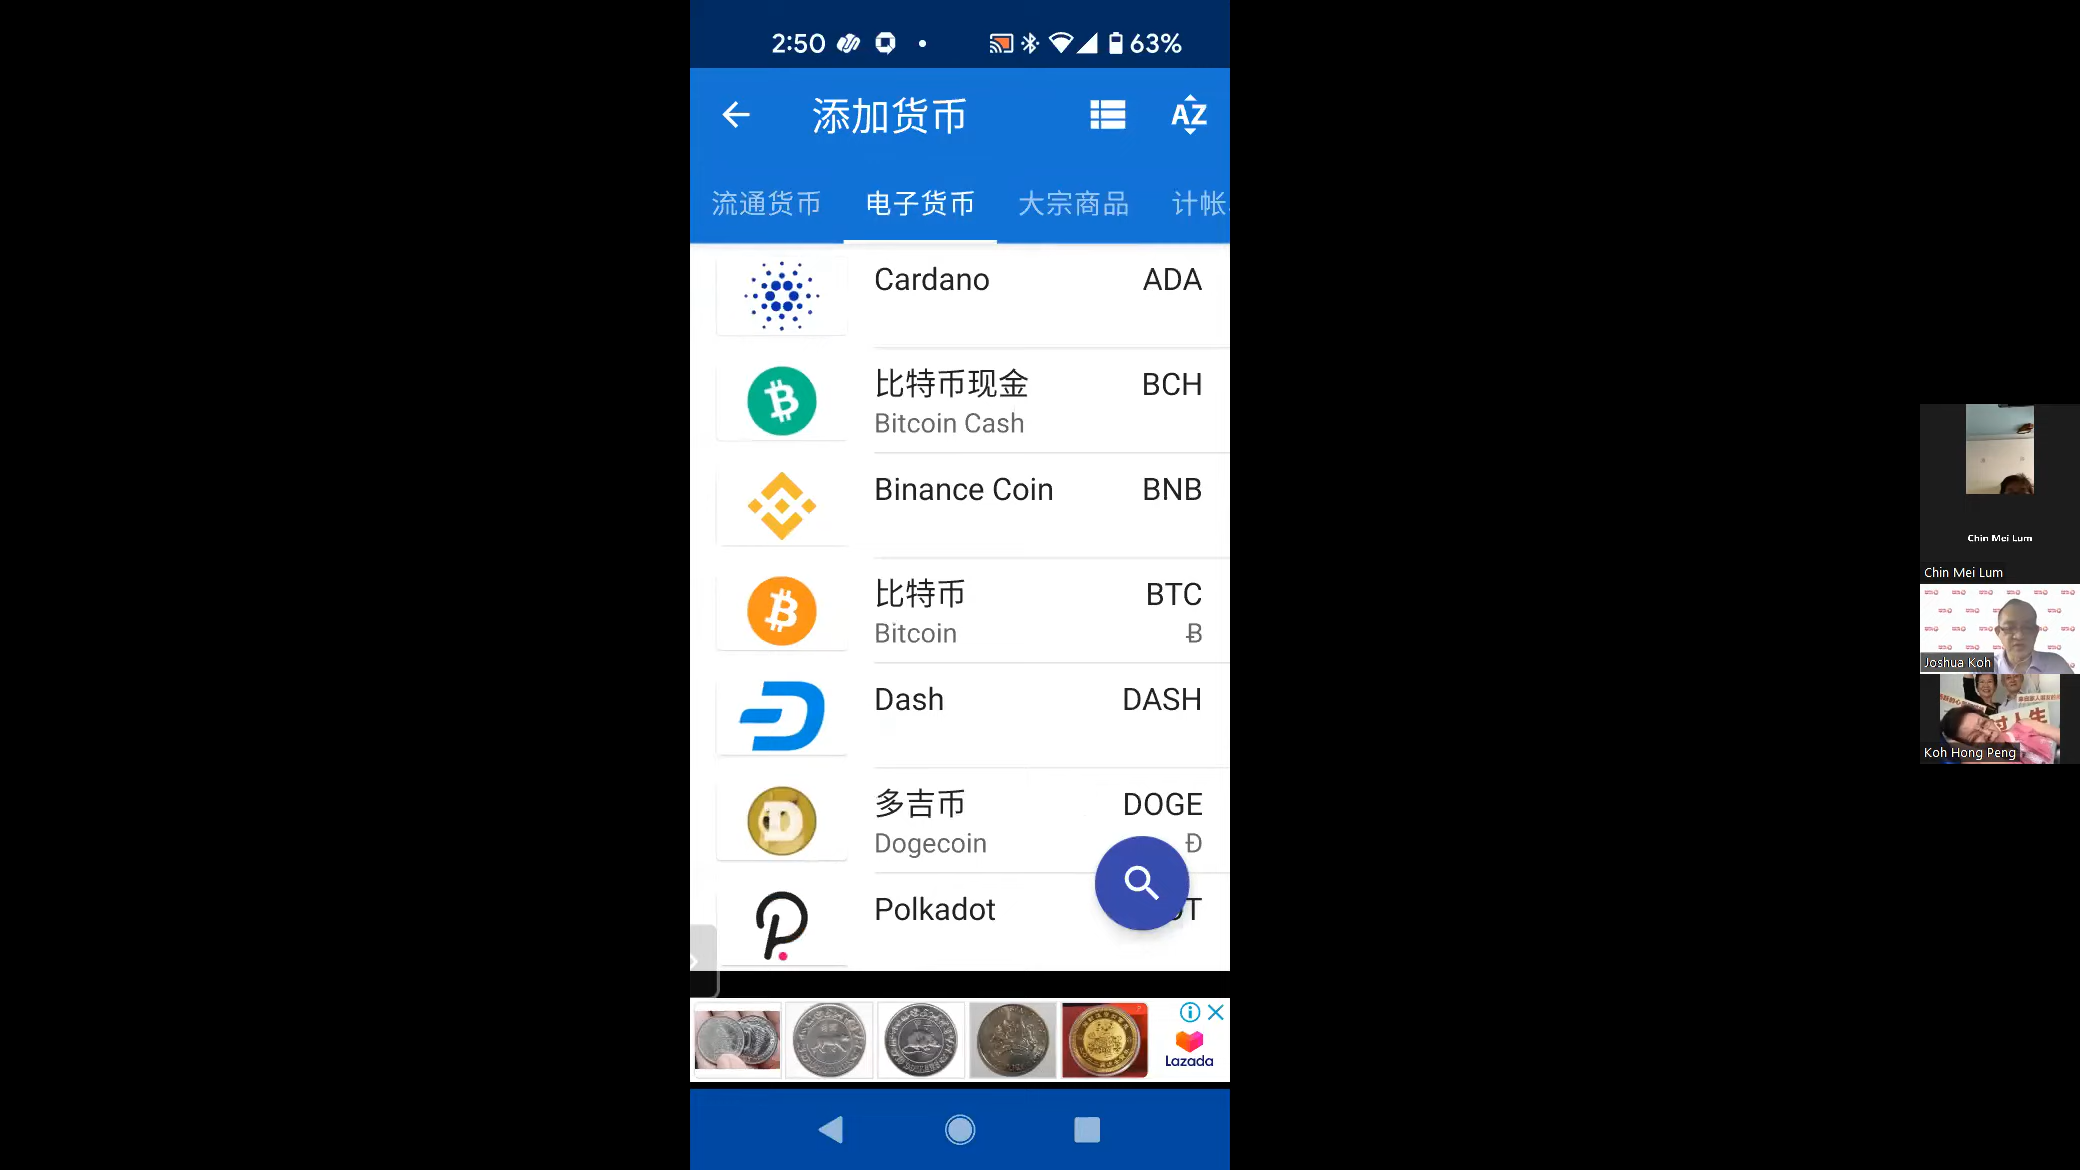 2:50
63%
添加货币
AZ
流通货币
电子货币
大宗商品
计帐
Cardano
ADA
比特币现金
BCH
Bitcoin Cash
Binance Coin
BNB
比特币
BTC
Bitcoin
Ƀ
Dash
DASH
多吉币
DOGE
Dogecoin
Ð
Polkadot
Lazada
Chin Mei Lum
Chin Mei Lum
Joshua Koh
人生
Koh Hong Peng